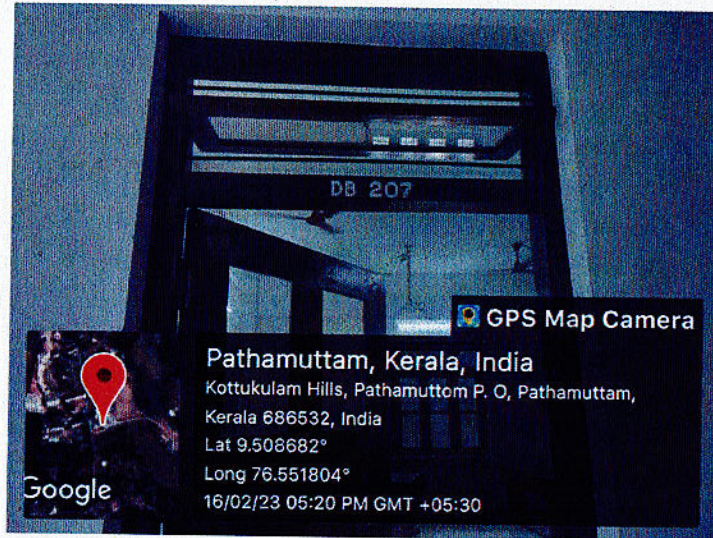 DB 207
GPS Map Camera
Pathamuttam, Kerala, India
Kottukulam Hills, Pathamuttom P. O, Pathamuttam,
Kerala 686532, India
Lat 9.508682°
Long 76.551804°
16/02/23 05:20 PM GMT +05:30
Google